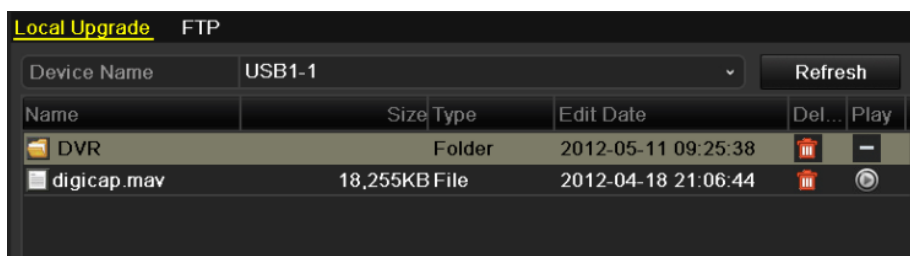 Local Upgrade FTP
Device Name USB1-1 Refresh
Name Size Type Edit Date Del... Play
DVR Folder 2012-05-11 09:25:38
digicap.mav 18,255KB File 2012-04-18 21:06:44